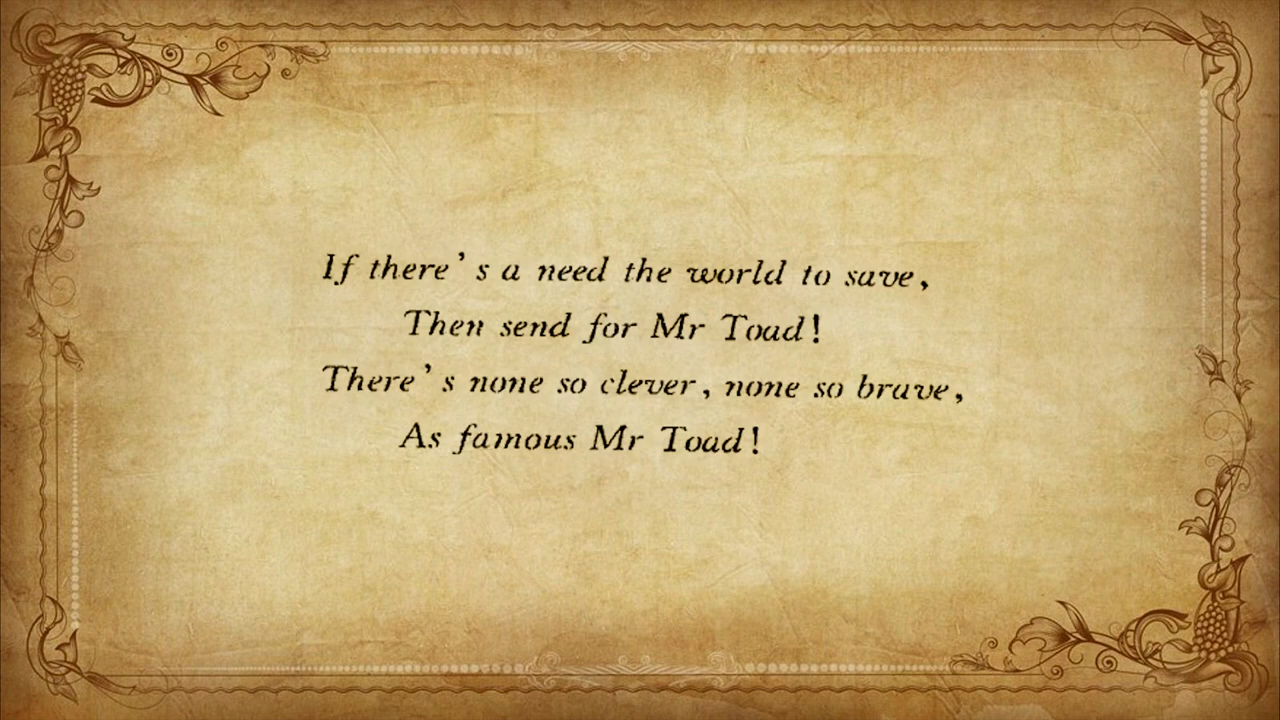 If there's a need the world to save,
Then send for Mr Toad!
There's none so clever, none so brave,
As famous Mr Toad!